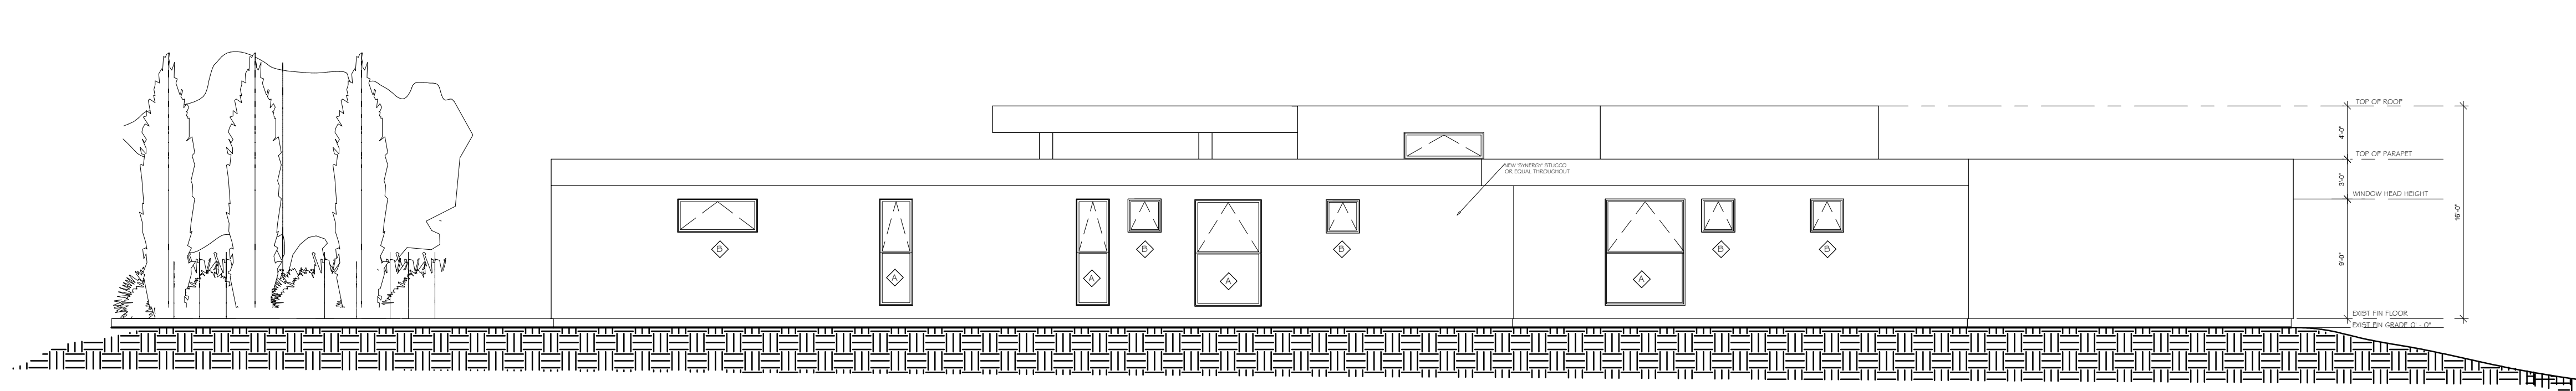 TOP OF ROOF
4'-0"
TOP OF PARAPET
NEW SYNERGY STUCCO
OR EQUAL THROUGHOUT
3'-0"
WINDOW HEAD HEIGHT
16'-0"
B
B
B
B
B
9'-0"
A
A
A
A
EXIST FIN FLOOR
EXIST FIN GRADE 0' - 0"